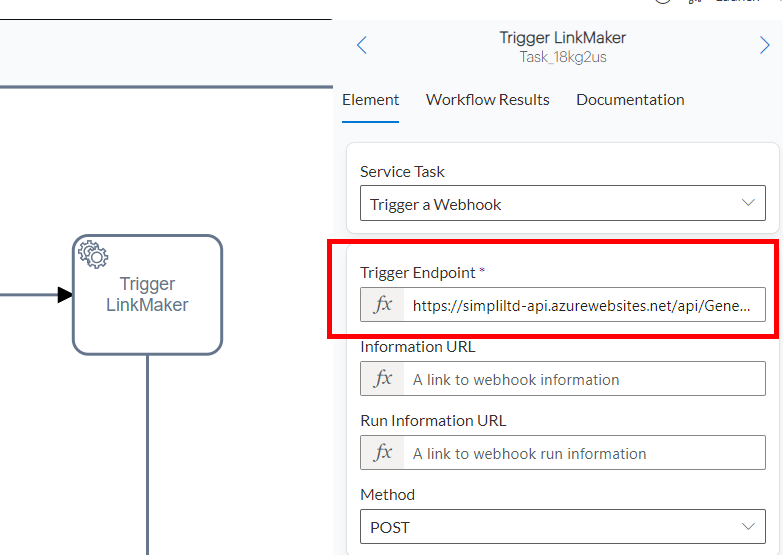 Trigger LinkMaker
Task_18kg2us
Element Workflow Results Documentation
Service Task
Trigger a Webhook
Trigger
LinkMaker
Trigger Endpoint *
fx https://simpliltd-api.azurewebsites.net/api/Gene...
Information URL
fx A link to webhook information
Run Information URL
fx A link to webhook run information
Method
POST